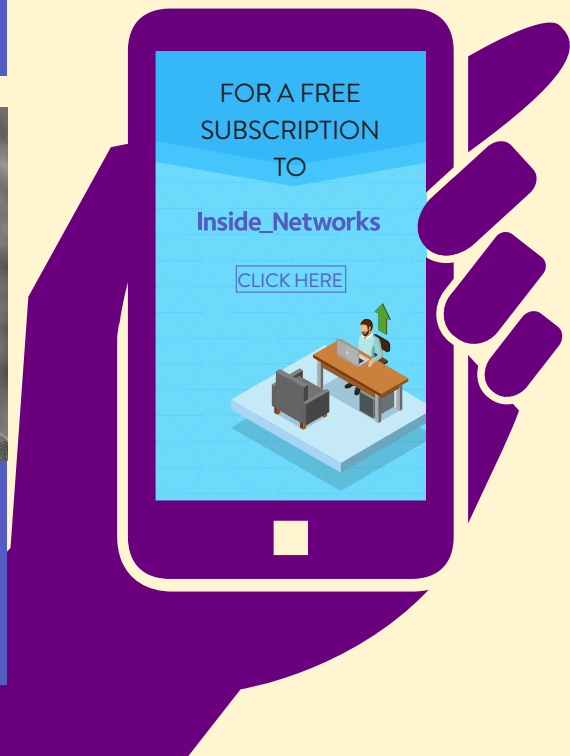 FOR A FREE
SUBSCRIPTION
TO
Inside_Networks
CLICK HERE